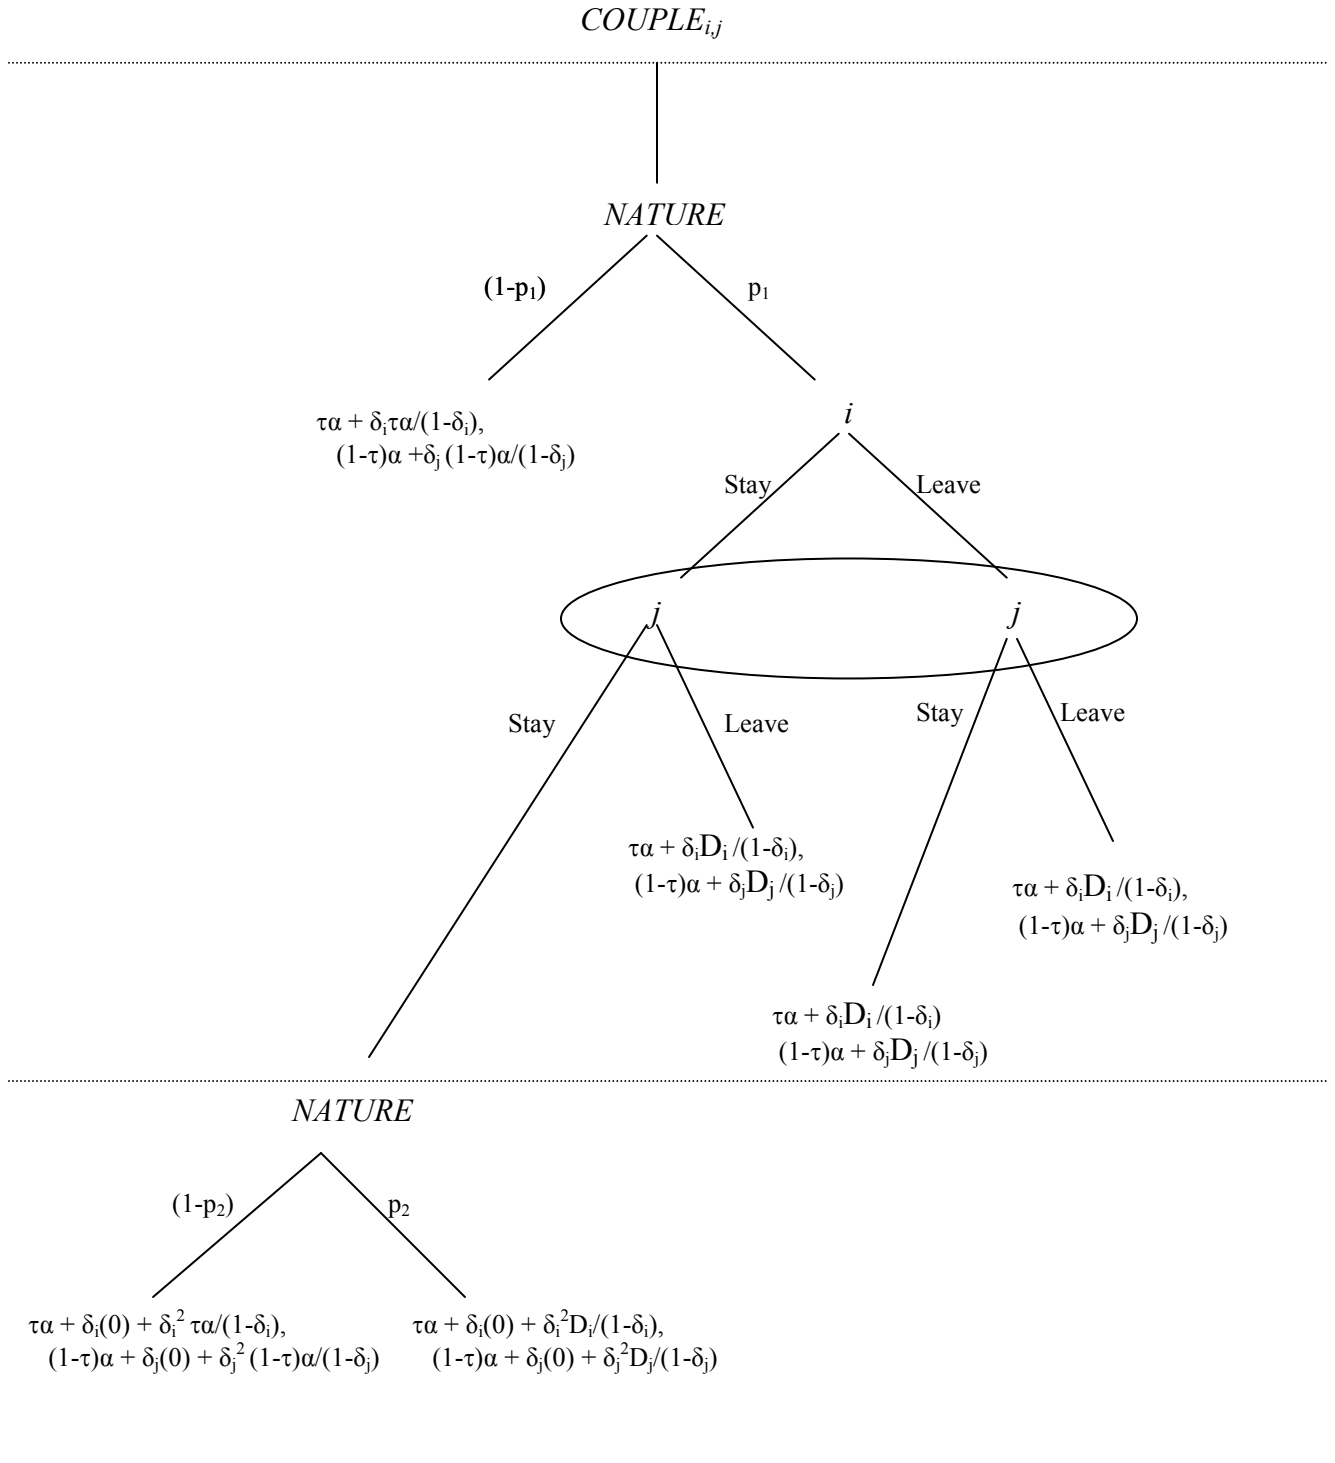 COUPLEi,j
NATURE
(1-p1)
p1
τα + δiτα/(1-δi),
(1-τ)α +δj (1-τ)α/(1-δj)
i
Stay
Leave
j
j
Stay
Leave
Stay
Leave
τα + δiDi /(1-δi),
(1-τ)α + δjDj /(1-δj)
τα + δiDi /(1-δi),
(1-τ)α + δjDj /(1-δj)
τα + δiDi /(1-δi)
(1-τ)α + δjDj /(1-δj)
NATURE
(1-p2)
p2
τα + δi(0) + δi² τα/(1-δi),
(1-τ)α + δj(0) + δj² (1-τ)α/(1-δj)
τα + δi(0) + δi²Di/(1-δi),
(1-τ)α + δj(0) + δj²Dj/(1-δj)